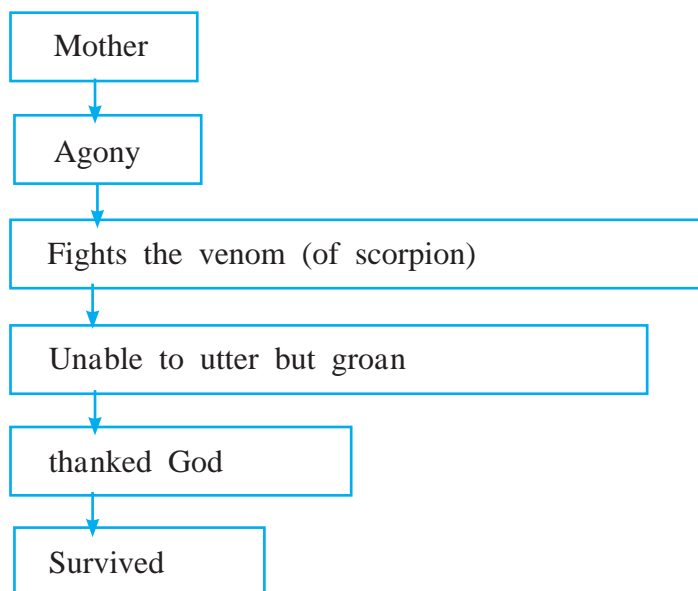 Mother
Agony
Fights the venom (of scorpion)
Unable to utter but groan
thanked God
Survived